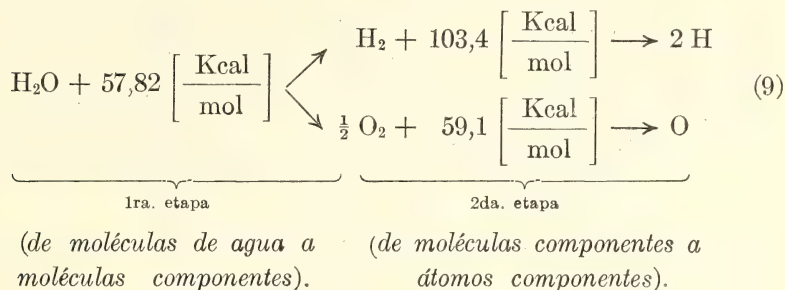 H₂ + 103,4 [Kcal/mol] ⟶ 2 H
H₂O + 57,82 [Kcal/mol] (9)
½ O₂ + 59,1 [Kcal/mol] ⟶ O
1ra. etapa 2da. etapa
(de moléculas de agua a (de moléculas componentes a
moléculas componentes). átomos componentes).